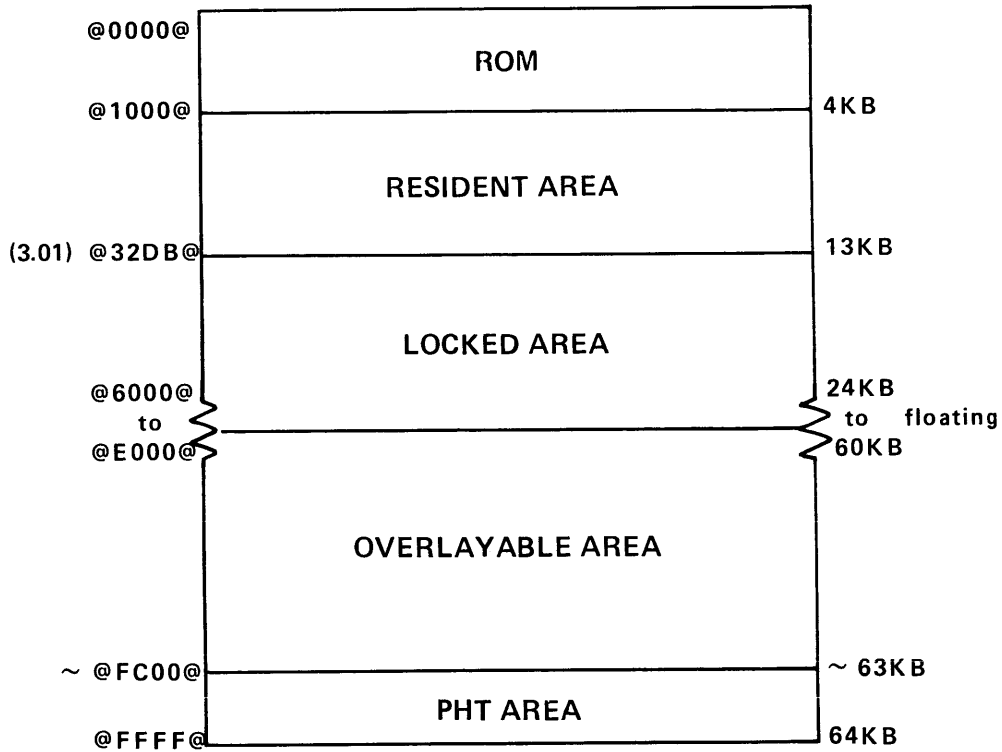 @0000@
ROM
@1000@ 4KB
RESIDENT AREA
(3.01) @32DB@ 13KB
LOCKED AREA
@6000@ 24KB
to to floating
@E000@ 60KB
OVERLAYABLE AREA
~ @FC00@ ~ 63KB
PHT AREA
@FFFF@ 64KB